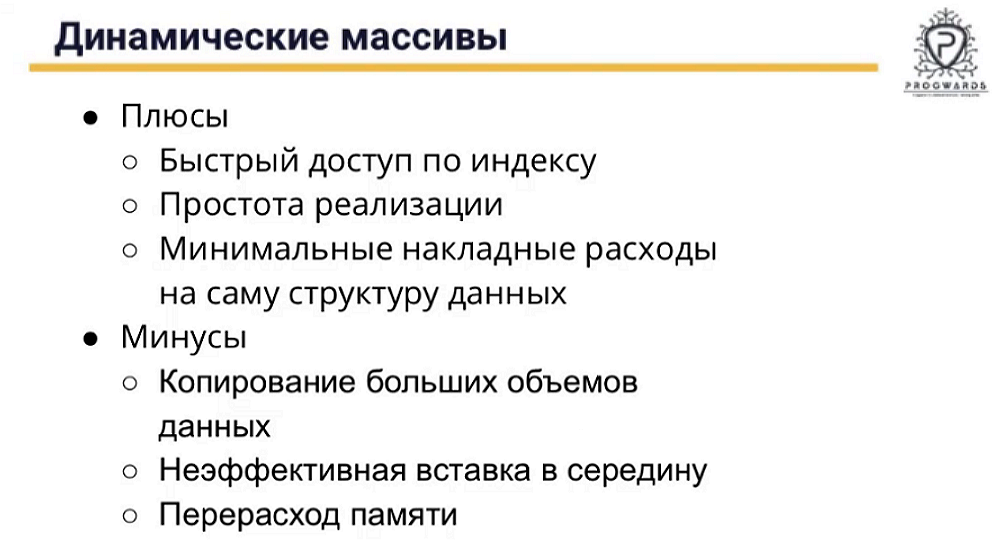 Динамические массивы
PROGWARDS
● Плюсы
○ Быстрый доступ по индексу
○ Простота реализации
○ Минимальные накладные расходы
на саму структуру данных
● Минусы
○ Копирование больших объемов
данных
○ Неэффективная вставка в середину
○ Перерасход памяти